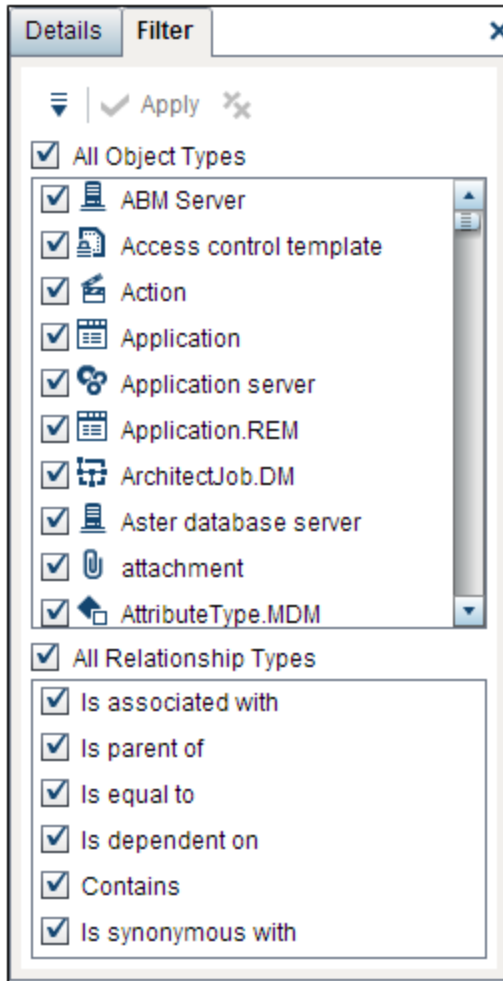 Details Filter
Apply
All Object Types
ABM Server
Access control template
Action
Application
Application server
Application.REM
ArchitectJob.DM
Aster database server
attachment
AttributeType.MDM
All Relationship Types
Is associated with
Is parent of
Is equal to
Is dependent on
Contains
Is synonymous with